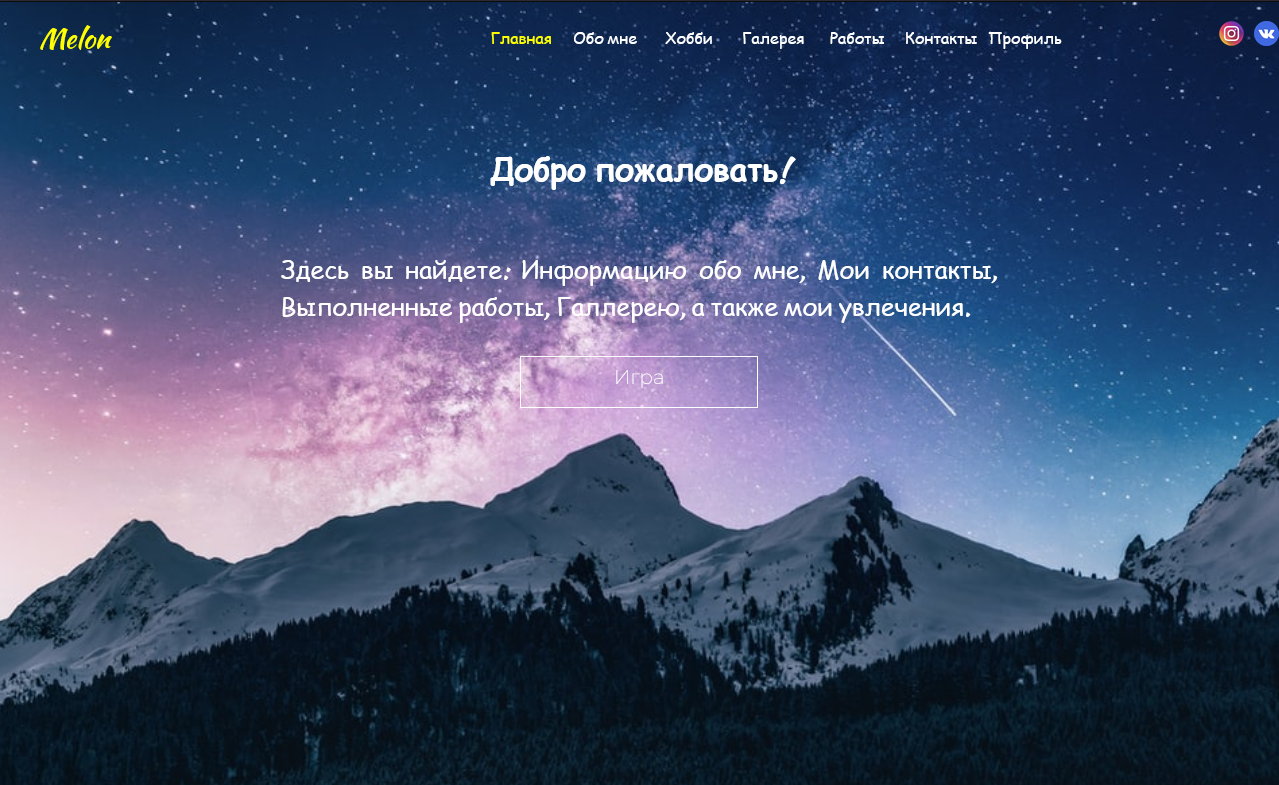 Melon
Главная Обо мне Хобби Галерея Работы Контакты Профиль
Добро пожаловать!
Здесь вы найдете: Информацию обо мне, Мои контакты,
Выполненные работы, Галлерею, а также мои увлечения.
Игра